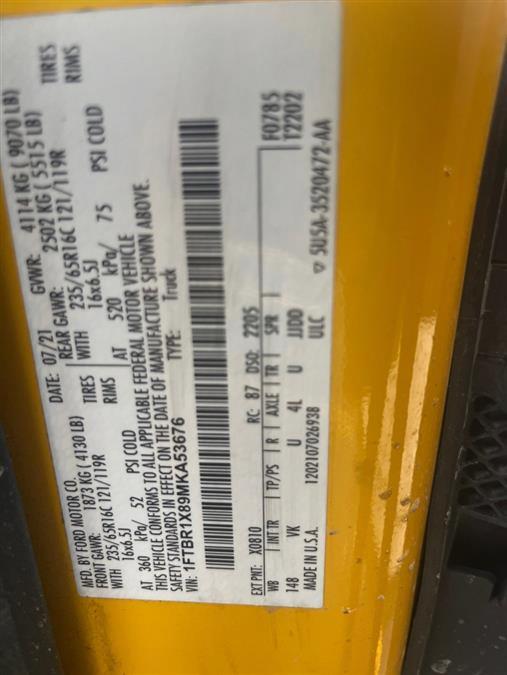 MFD. BY FORD MOTOR CO.
DATE: 07/21 GVWR: 4114 KG ( 9070 LB)
FRONT GAWR: 1873 KG ( 4130 LB) REAR GAWR: 2502 KG ( 5515 LB)
WITH 235/65R16C 121/119R TIRES WITH 235/65R16C 121/119R TIRES
16x6.5J RIMS 16x6.5J RIMS
AT 360 kPa/ 52 PSI COLD AT 520 kPa/ 75 PSI COLD
THIS VEHICLE CONFORMS TO ALL APPLICABLE FEDERAL MOTOR VEHICLE
SAFETY STANDARDS IN EFFECT ON THE DATE OF MANUFACTURE SHOWN ABOVE.
VIN: 1FTBR1X89MKA53676 TYPE: Truck
EXT PNT: X0810 RC: 87 DSO: 2205 F0785
WB INT TR TP/PS R AXLE TR SPR T2202
148 VK U 4L U JJDO
MADE IN U.S.A. 1202107026938 ULC 5U5A-3520472-AA